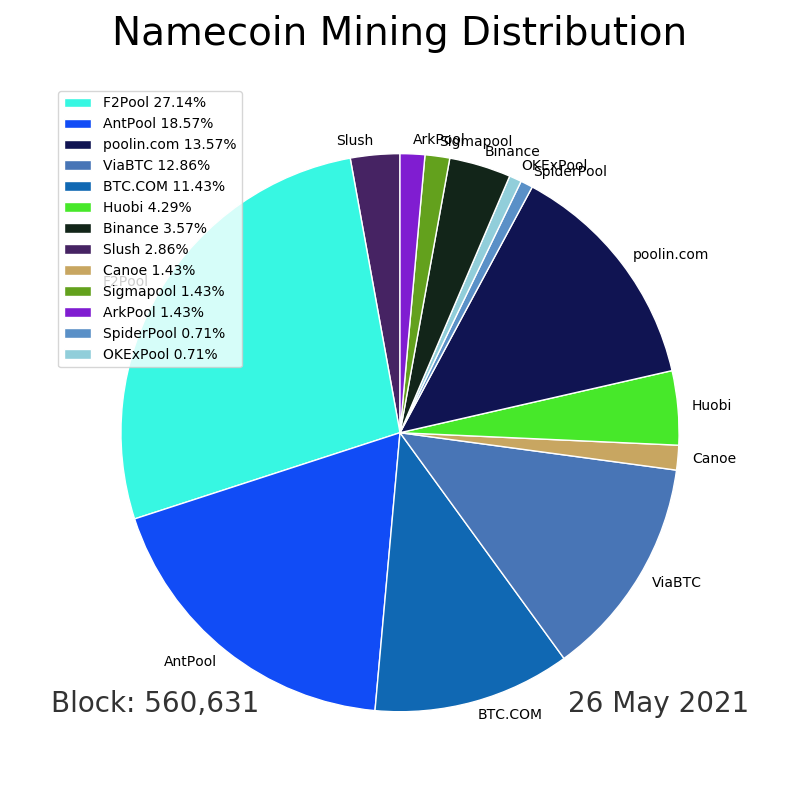 Namecoin Mining Distribution
F2Pool 27.14%
AntPool 18.57%
poolin.com 13.57%
ViaBTC 12.86%
BTC.COM 11.43%
Huobi 4.29%
Binance 3.57%
Slush 2.86%
Canoe 1.43%
Sigmapool 1.43%
ArkPool 1.43%
SpiderPool 0.71%
OKExPool 0.71%
Slush
ArkPool
Sigmapool
Binance
OKExPool
SpiderPool
poolin.com
F2Pool
Huobi
Canoe
ViaBTC
AntPool
BTC.COM
Block: 560,631
26 May 2021